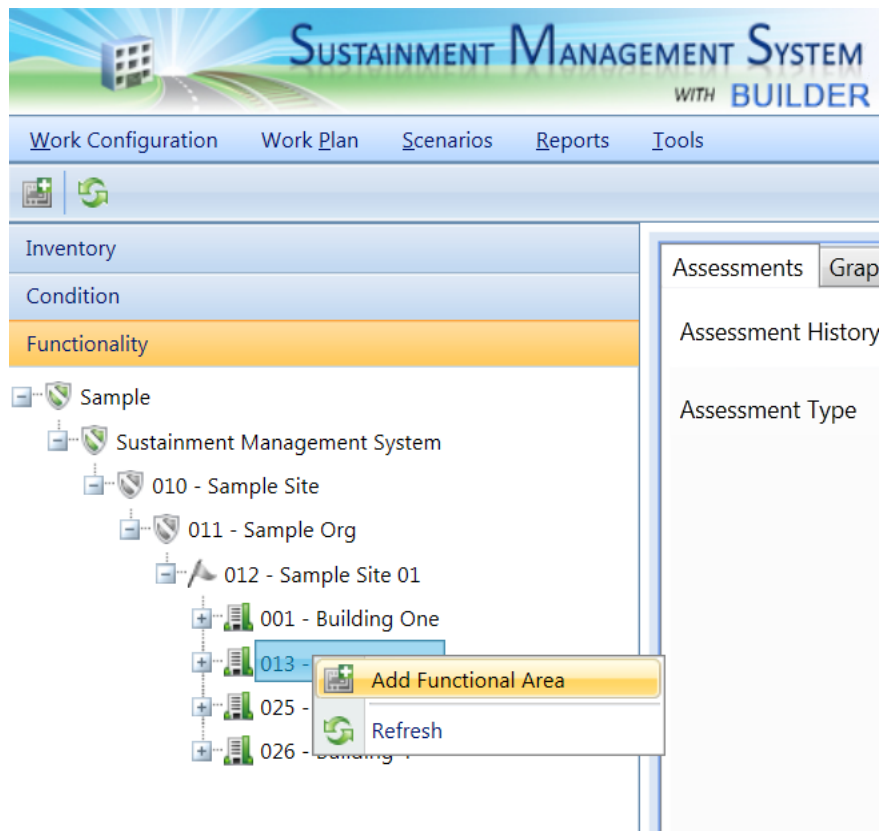 SUSTAINMENT MANAGEMENT SYSTEM
WITH BUILDER
Work Configuration Work Plan Scenarios Reports Tools
Inventory
Condition
Functionality
Assessments Grap
Assessment History
Assessment Type
Sample
Sustainment Management System
010 - Sample Site
011 - Sample Org
012 - Sample Site 01
001 - Building One
013 -
Add Functional Area
025 -
Refresh
026 -